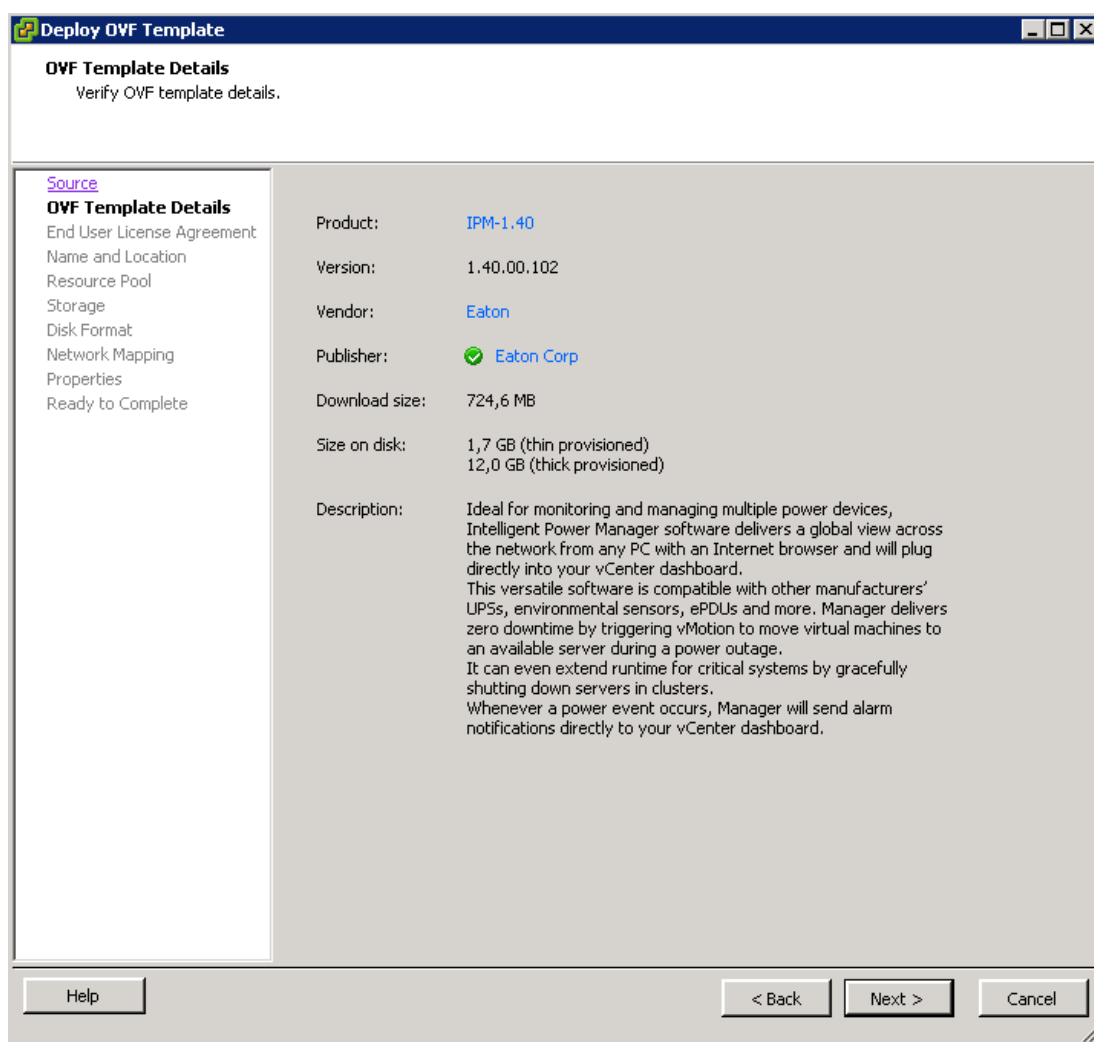 Deploy OVF Template
OVF Template Details
Verify OVF template details.
Source
OVF Template Details
End User License Agreement
Name and Location
Resource Pool
Storage
Disk Format
Network Mapping
Properties
Ready to Complete
Product: IPM-1.40
Version: 1.40.00.102
Vendor: Eaton
Publisher: Eaton Corp
Download size: 724,6 MB
Size on disk: 1,7 GB (thin provisioned)
12,0 GB (thick provisioned)
Description: Ideal for monitoring and managing multiple power devices,
Intelligent Power Manager software delivers a global view across
the network from any PC with an Internet browser and will plug
directly into your vCenter dashboard.
This versatile software is compatible with other manufacturers’
UPSs, environmental sensors, ePDUs and more. Manager delivers
zero downtime by triggering vMotion to move virtual machines to
an available server during a power outage.
It can even extend runtime for critical systems by gracefully
shutting down servers in clusters.
Whenever a power event occurs, Manager will send alarm
notifications directly to your vCenter dashboard.
Help
< Back
Next >
Cancel